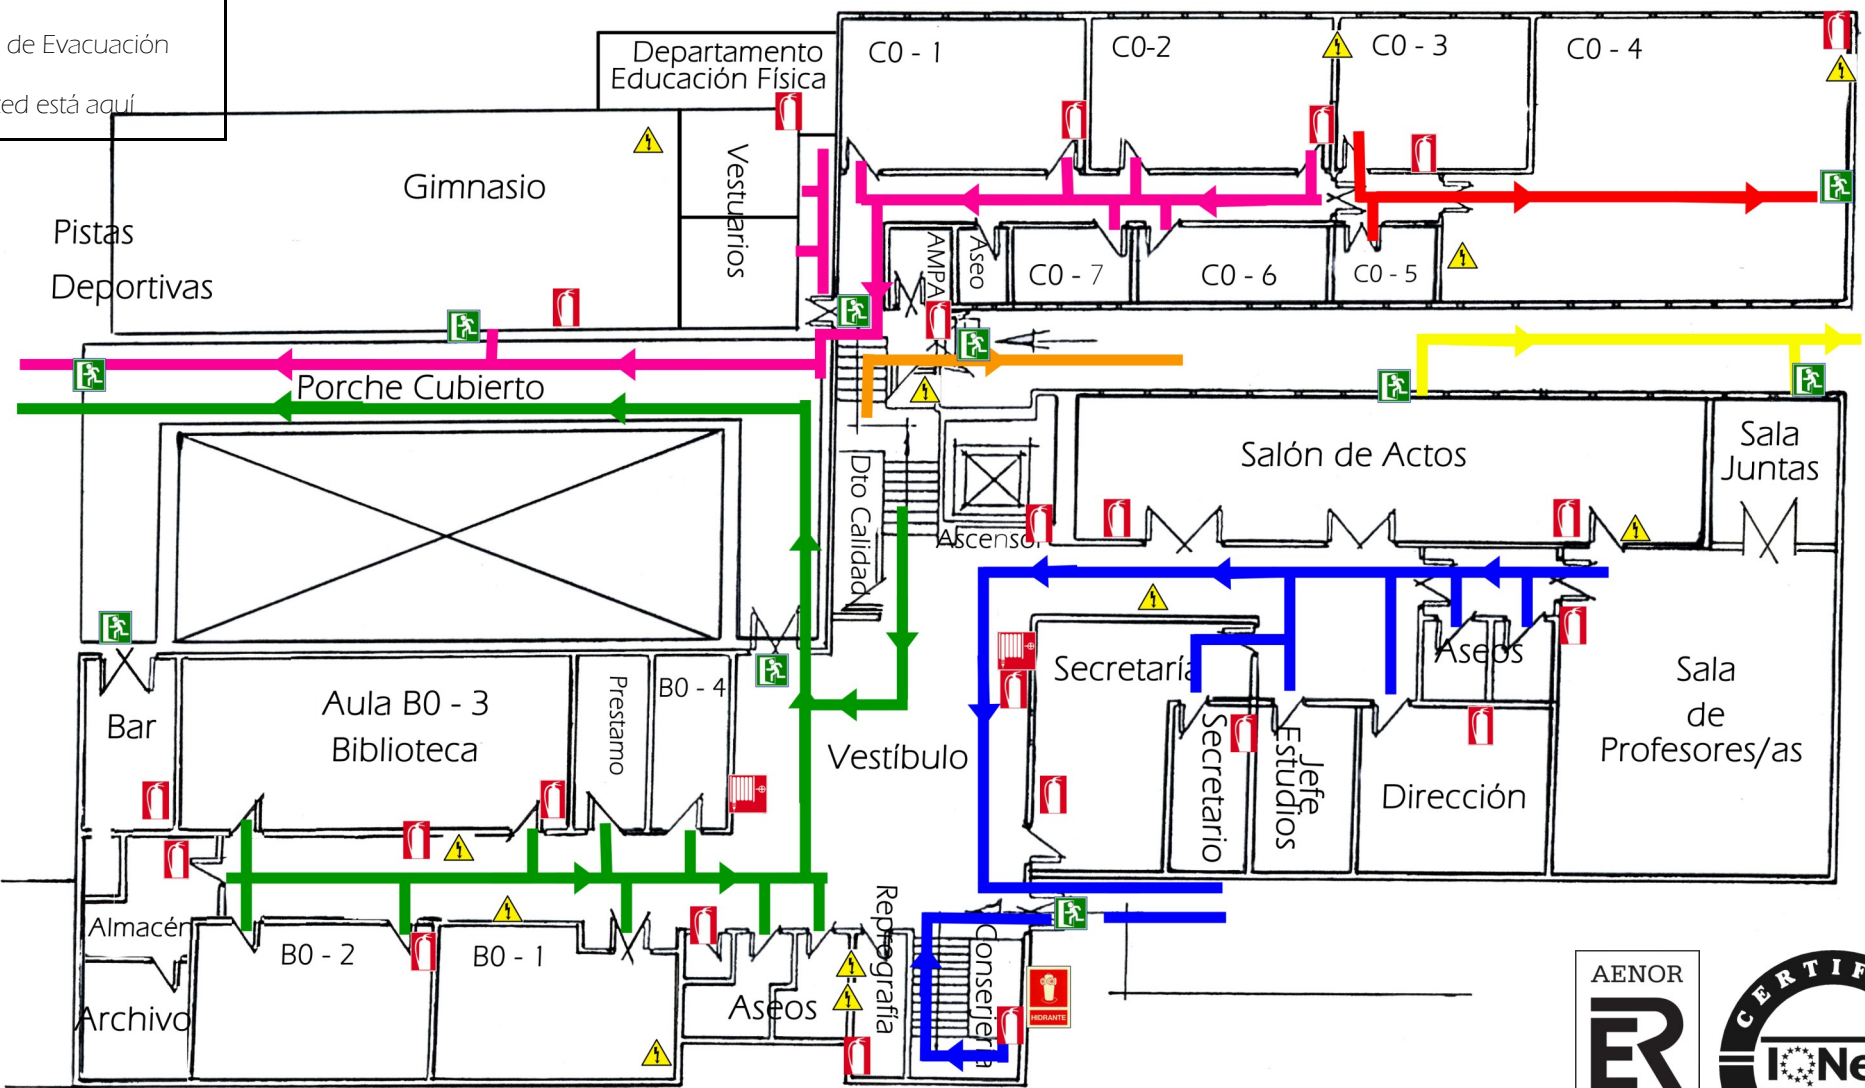 de Evacuación
está aquí
Departamento
Educación Física
C0 - 1
C0-2
C0 - 3
C0 - 4
Gimnasio
Vestuarios
Pistas
Deportivas
AMPA
Aseo
C0 - 7
C0 - 6
C0 - 5
Porche Cubierto
Salón de Actos
Sala
Juntas
Dto Calidad
Ascensor
Secretaría
Aseos
Sala
de
Profesores/as
Aula B0 - 3
Biblioteca
Prestamo
B0 - 4
Bar
Vestíbulo
Secretario
Jefe
Estudios
Dirección
Almacén
B0 - 2
B0 - 1
Archivo
Aseos
Reprografía
Conserjería
HIDRANTE
AENOR
ER
CERTIF
IQNe